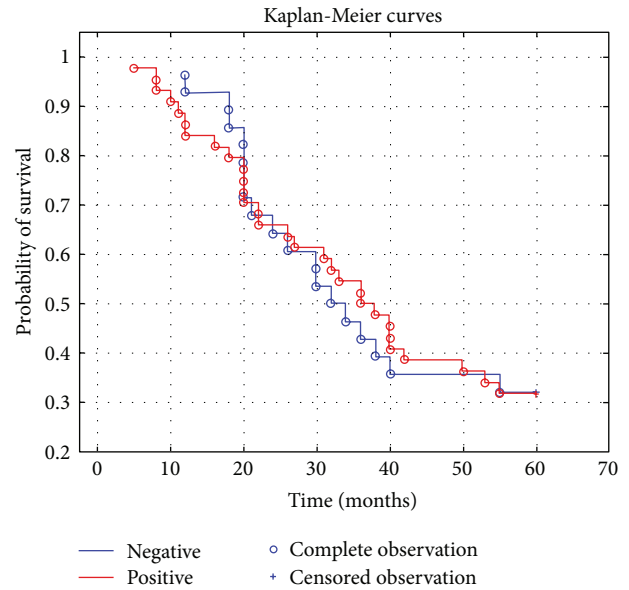 Kaplan-Meier curves
1
0.9
0.8
0.7
0.6
0.5
0.4
0.3
0.2
Probability of survival
0 10 20 30 40 50 60 70
Time (months)
Negative
Positive
Complete observation
Censored observation